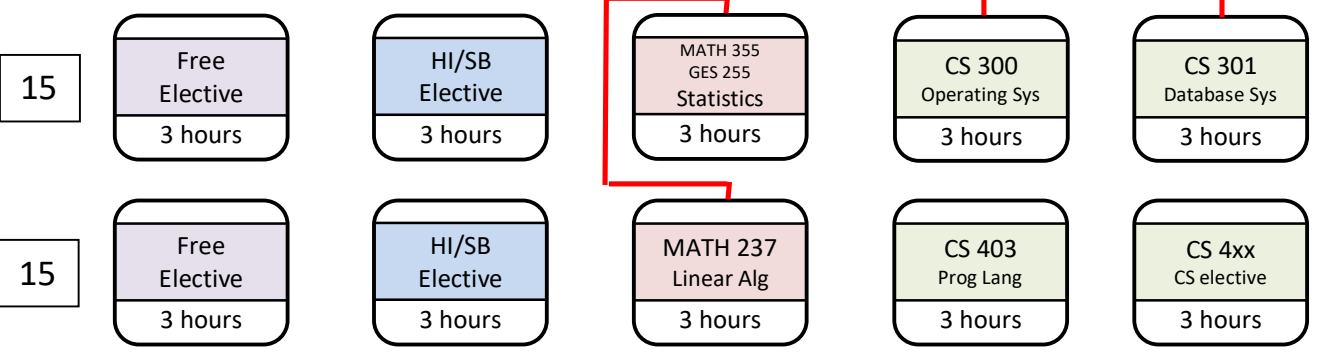 15
Free
Elective
3 hours
HI/SB
Elective
3 hours
MATH 355
GES 255
Statistics
3 hours
CS 300
Operating Sys
3 hours
CS 301
Database Sys
3 hours
15
Free
Elective
3 hours
HI/SB
Elective
3 hours
MATH 237
Linear Alg
3 hours
CS 403
Prog Lang
3 hours
CS 4xx
CS elective
3 hours